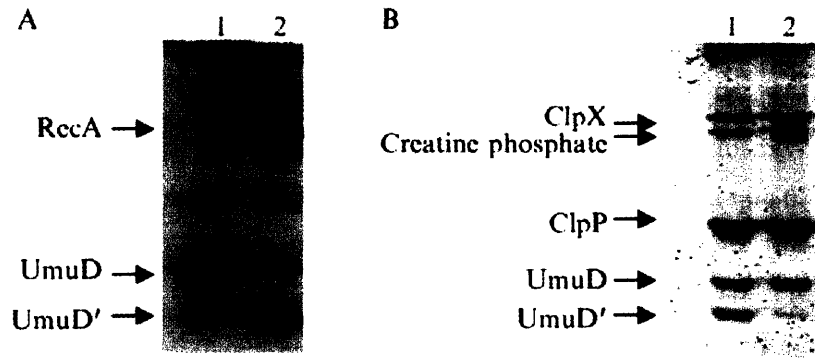 A
1 2
RecA
UmuD
UmuD′
B
1 2
ClpX
Creatine phosphate
ClpP
UmuD
UmuD′